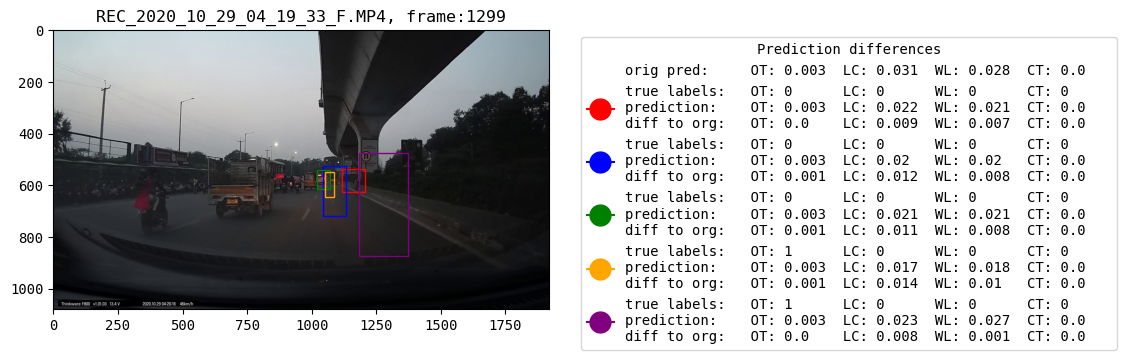 REC_2020_10_29_04_19_33_F.MP4, frame:1299
0
200
400
600
800
1000
0
250
500
750
1000
1250
1500
1750
Prediction differences
orig pred: OT: 0.003 LC: 0.031 WL: 0.028 CT: 0.0
true labels: OT: 0 LC: 0 WL: 0 CT: 0
prediction: OT: 0.003 LC: 0.022 WL: 0.021 CT: 0.0
diff to org: OT: 0.0 LC: 0.009 WL: 0.007 CT: 0.0
true labels: OT: 0 LC: 0 WL: 0 CT: 0
prediction: OT: 0.003 LC: 0.02 WL: 0.02 CT: 0.0
diff to org: OT: 0.001 LC: 0.012 WL: 0.008 CT: 0.0
true labels: OT: 0 LC: 0 WL: 0 CT: 0
prediction: OT: 0.003 LC: 0.021 WL: 0.021 CT: 0.0
diff to org: OT: 0.001 LC: 0.011 WL: 0.008 CT: 0.0
true labels: OT: 1 LC: 0 WL: 0 CT: 0
prediction: OT: 0.003 LC: 0.017 WL: 0.018 CT: 0.0
diff to org: OT: 0.001 LC: 0.014 WL: 0.01 CT: 0.0
true labels: OT: 1 LC: 0 WL: 0 CT: 0
prediction: OT: 0.003 LC: 0.023 WL: 0.027 CT: 0.0
diff to org: OT: 0.0 LC: 0.008 WL: 0.001 CT: 0.0